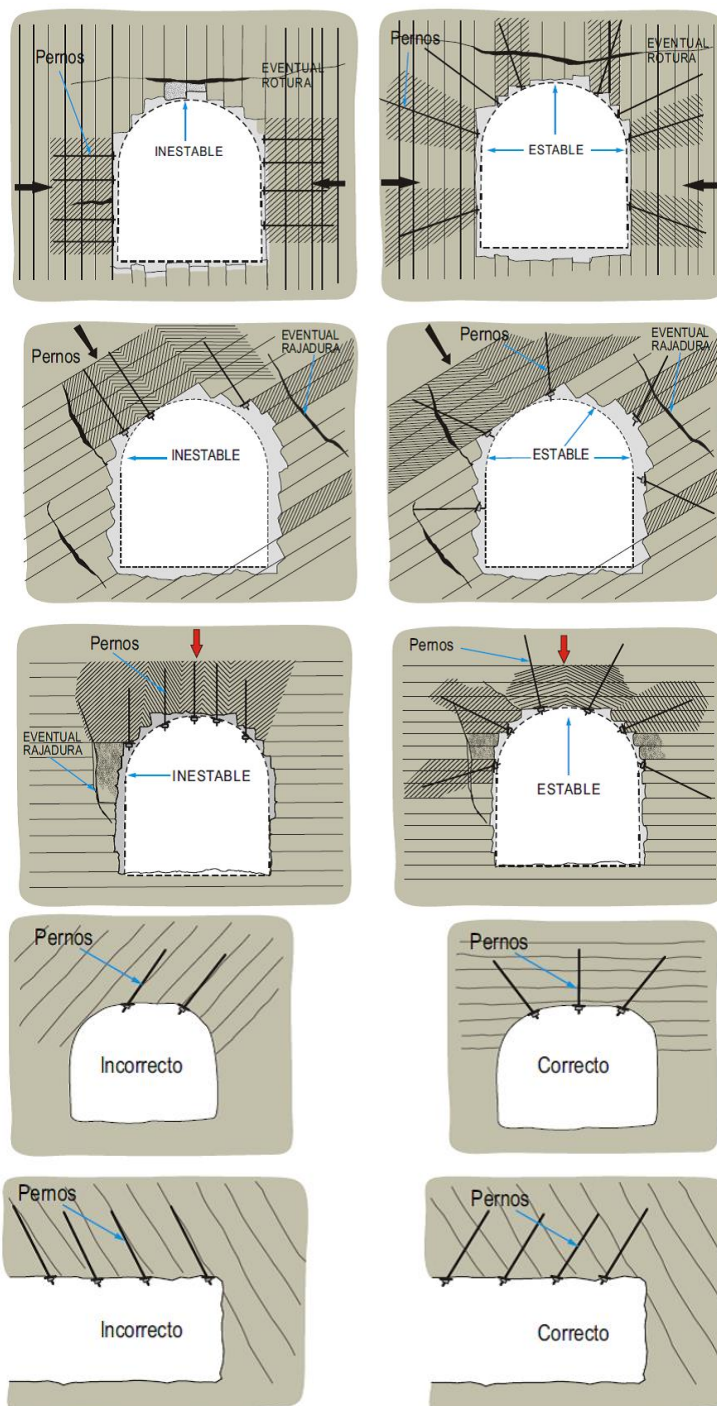 Pernos
EVENTUAL
ROTURA
INESTABLE
Pernos
EVENTUAL
ROTURA
ESTABLE
Pernos
EVENTUAL
RAJADURA
INESTABLE
Pernos
EVENTUAL
RAJADURA
ESTABLE
Pernos
EVENTUAL
RAJADURA
INESTABLE
Pernos
ESTABLE
Pernos
Incorrecto
Pernos
Correcto
Pernos
Incorrecto
Pernos
Correcto